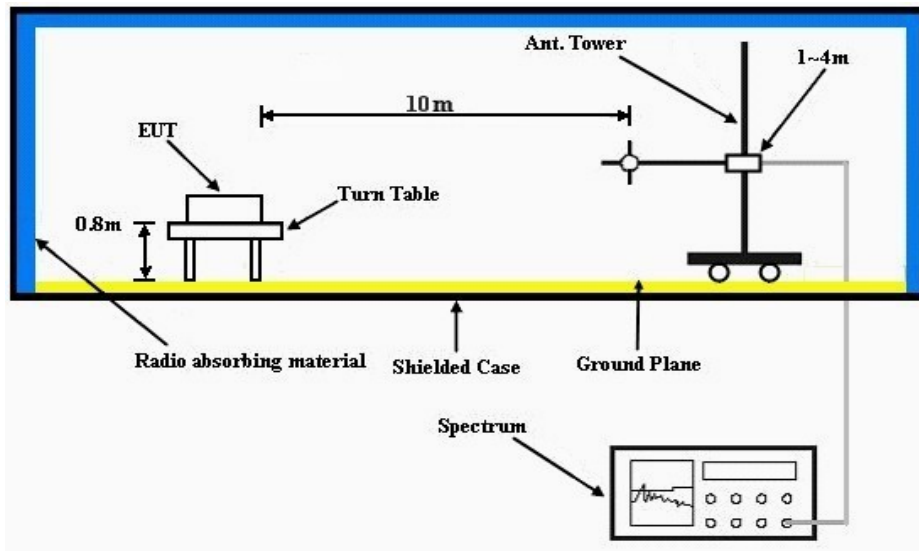 Ant. Tower
1~4m
10m
EUT
Turn Table
0.8m
Radio absorbing material
Shielded Case
Ground Plane
Spectrum